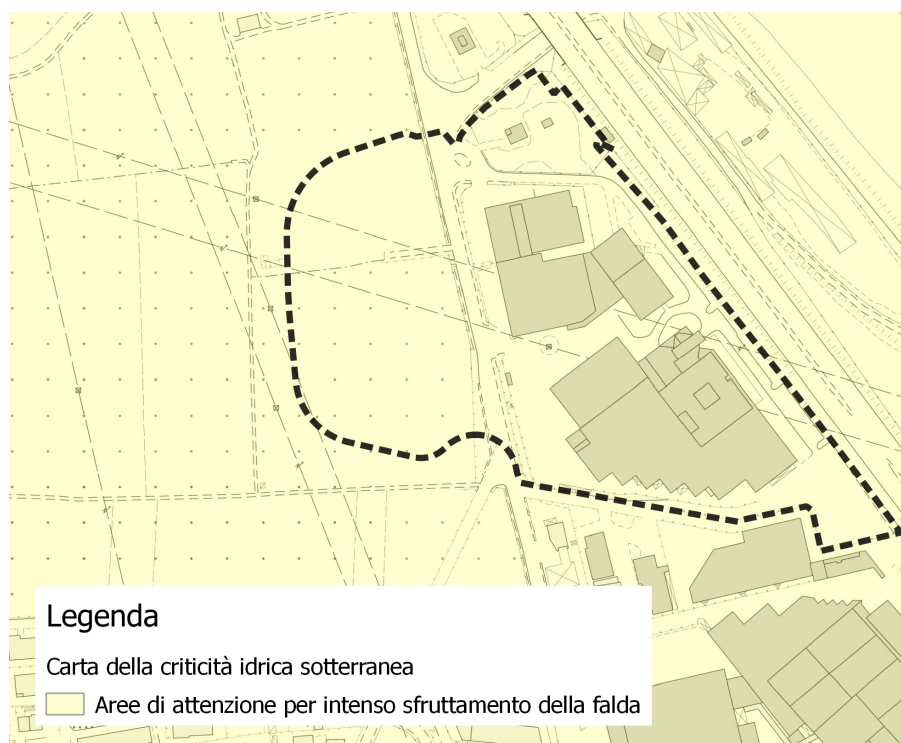 Legenda
Carta della criticità idrica sotterranea
Aree di attenzione per intenso sfruttamento della falda